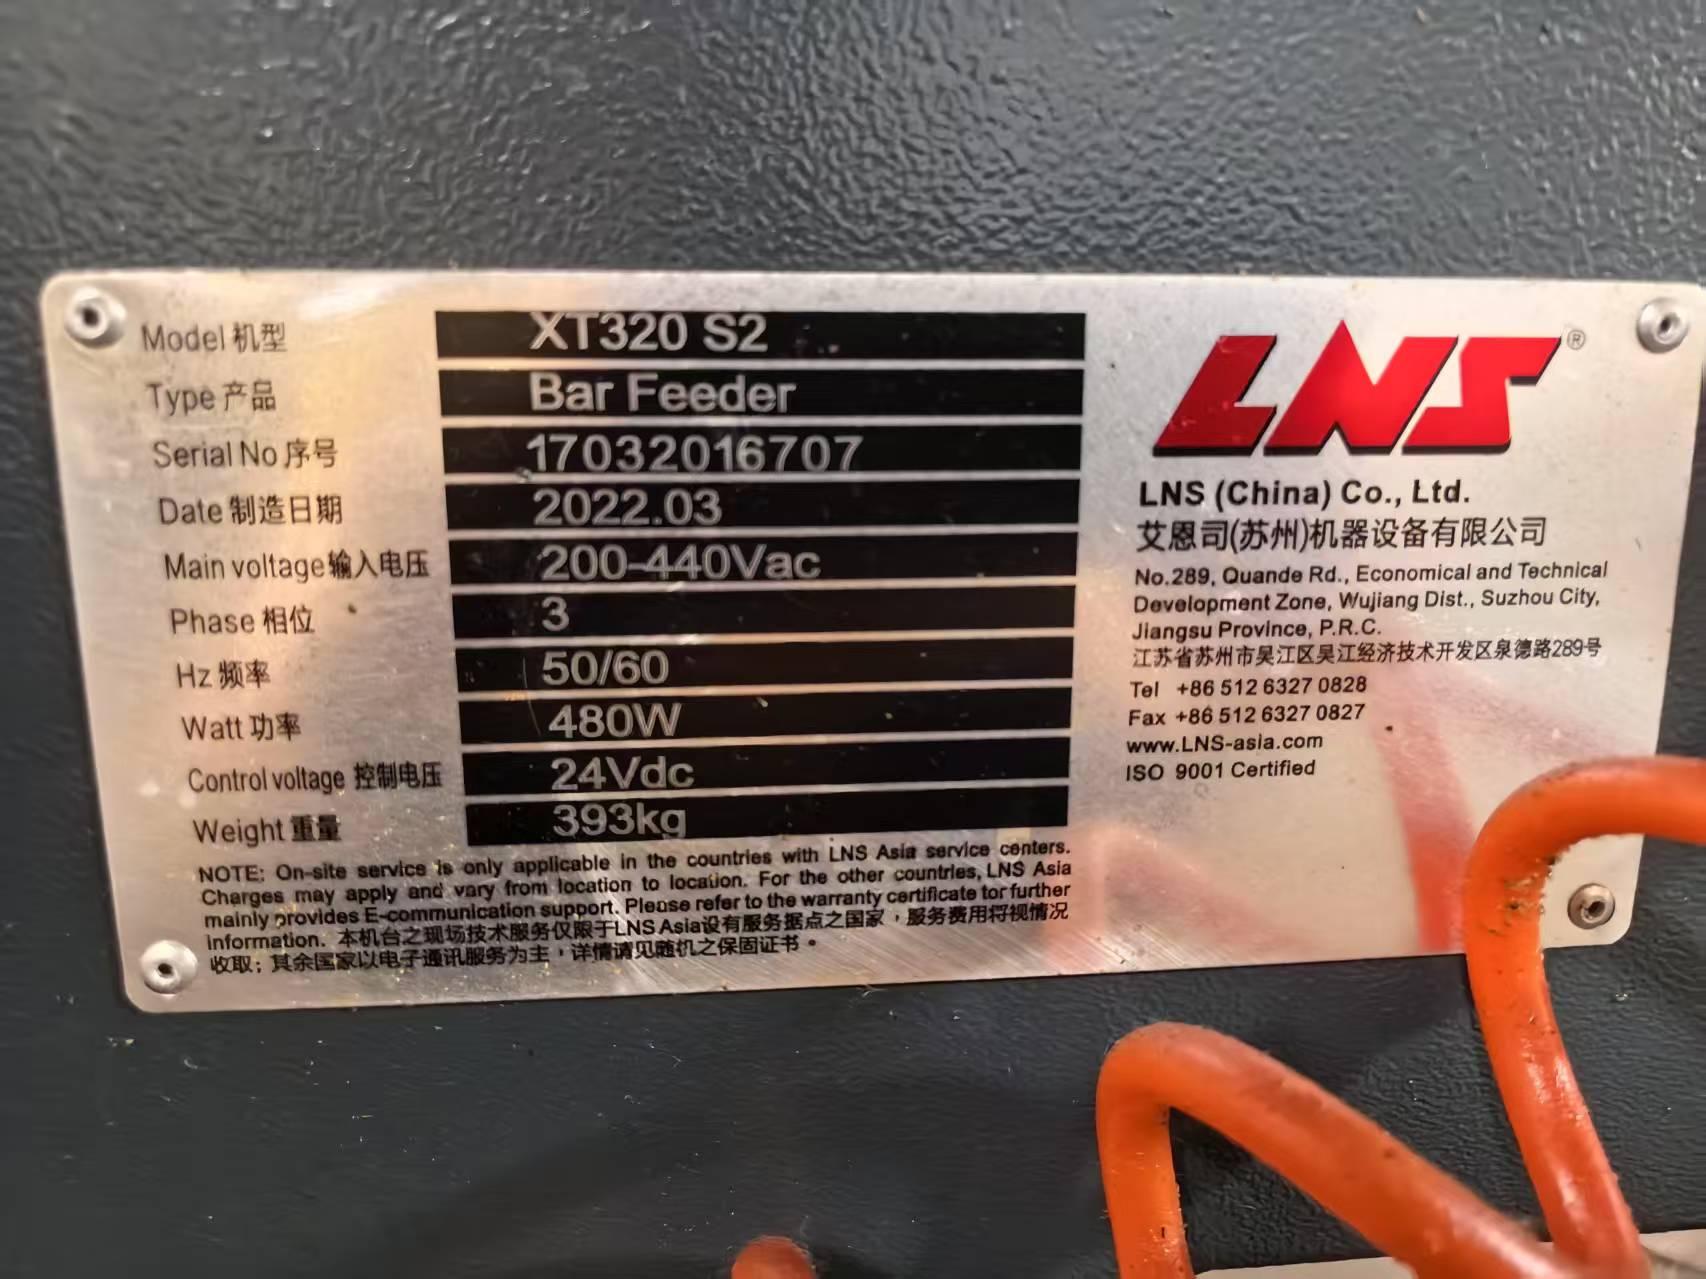 Model 机型 XT320 S2
Type 产品 Bar Feeder
Serial No 序号 17032016707
Date 制造日期 2022.03
Main voltage 输入电压 200-440Vac
Phase 相位 3
Hz 频率 50/60
Watt 功率 480W
Control voltage 控制电压 24Vdc
Weight 重量 393kg
NOTE: On-site service is only applicable in the countries with LNS Asia service centers.
Charges may apply and vary from location to location. For the other countries, LNS Asia
mainly provides E-communication support. Please refer to the warranty certificate for further
information. 本机台之现场技术服务仅限于LNS Asia设有服务据点之国家，服务费用将视情况
收取；其余国家以电子通讯服务为主，详情请见随机之保固证书。
LNS®
LNS (China) Co., Ltd.
艾恩司(苏州)机器设备有限公司
No.289, Quande Rd., Economical and Technical
Development Zone, Wujiang Dist., Suzhou City,
Jiangsu Province, P.R.C.
江苏省苏州市吴江区吴江经济技术开发区泉德路289号
Tel +86 512 6327 0828
Fax +86 512 6327 0827
www.LNS-asia.com
ISO 9001 Certified